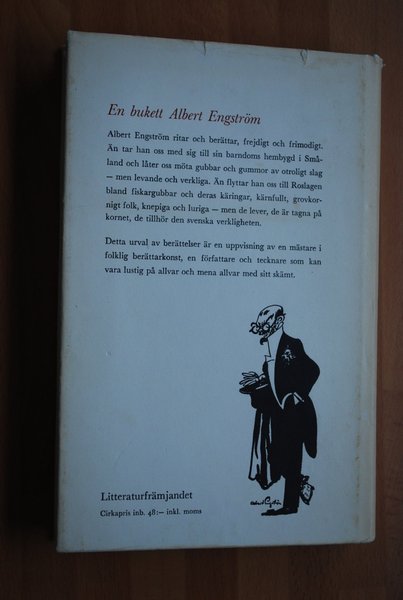 En bukett Albert Engström
Albert Engström ritar och berättar, frejdigt och frimodigt.
Än tar han oss med sig till sin barndoms hembygd i Små-
land och låter oss möta gubbar och gummor av otroligt slag
– men levande och verkliga. Än flyttar han oss till Roslagen
bland fiskargubbar och deras käringar, kärnfullt, grovkor-
nigt folk, knepiga och luriga – men de lever, de är tagna på
kornet, de tillhör den svenska verkligheten.
Detta urval av berättelser är en uppvisning av en mästare i
folklig berättarkonst, en författare och tecknare som kan
vara lustig på allvar och mena allvar med sitt skämt.
Litteraturfrämjandet
Cirkapris inb. 48:– inkl. moms